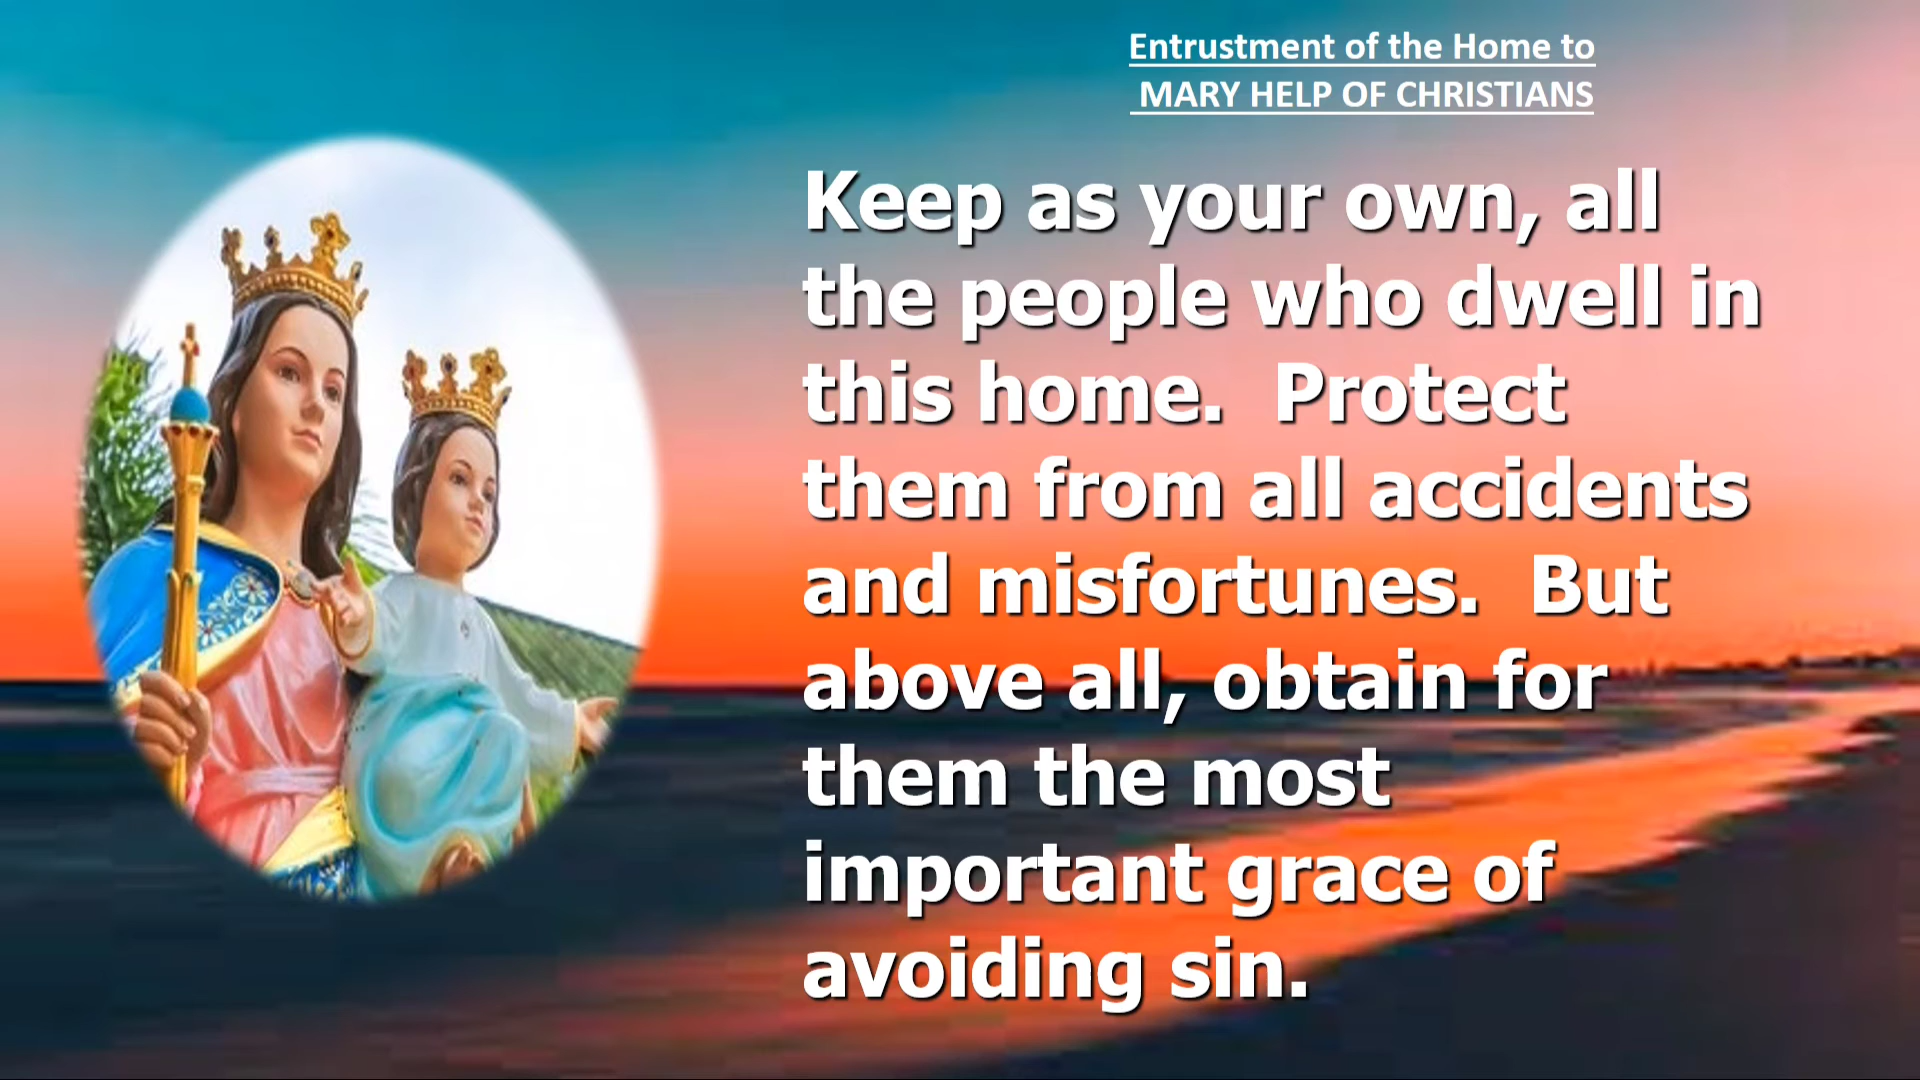 Entrustment of the Home to
MARY HELP OF CHRISTIANS
Keep as your own, all
the people who dwell in
this home.  Protect
them from all accidents
and misfortunes.  But
above all, obtain for
them the most
important grace of
avoiding sin.